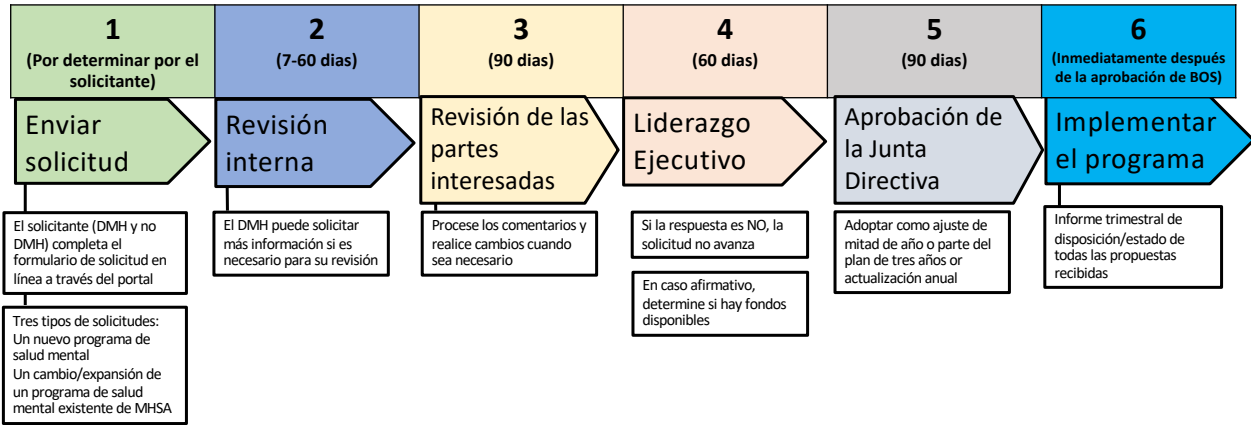 1
(Por determinar por el
solicitante)
2
(7-60 dias)
3
(90 dias)
4
(60 dias)
5
(90 dias)
6
(Inmediatamente después
de la aprobación de BOS)
Enviar
solicitud
Revisión
interna
Revisión de las
partes
interesadas
Liderazgo
Ejecutivo
Aprobación de
la Junta
Directiva
Implementar
el programa
El solicitante (DMH y no
DMH) completa el
formulario de solicitud en
línea a través del portal
Tres tipos de solicitudes:
Un nuevo programa de
salud mental
Un cambio/expansión de
un programa de salud
mental existente de MHSA
El DMH puede solicitar
más información si es
necesario para su revisión
Procese los comentarios y
realice cambios cuando
sea necesario
Si la respuesta es NO, la
solicitud no avanza
En caso afirmativo,
determine si hay fondos
disponibles
Adoptar como ajuste de
mitad de año o parte del
plan de tres años or
actualización anual
Informe trimestral de
disposición/estado de
todas las propuestas
recibidas